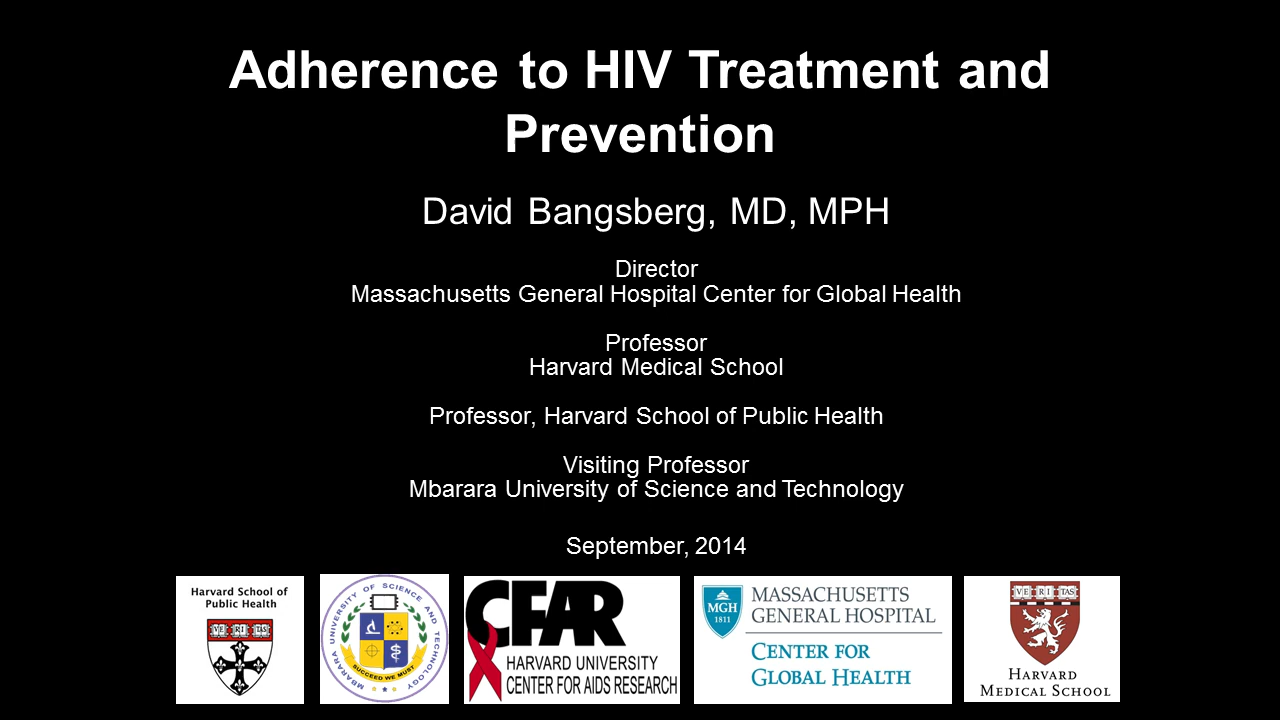 Adherence to HIV Treatment and
Prevention
David Bangsberg, MD, MPH
Director
Massachusetts General Hospital Center for Global Health
Professor
Harvard Medical School
Professor, Harvard School of Public Health
Visiting Professor
Mbarara University of Science and Technology
September, 2014
Harvard School of
Public Health
VE RI TAS
MBARARA UNIVERSITY OF SCIENCE AND TECHNOLOGY
SUCCEED WE MUST
CFAR
HARVARD UNIVERSITY
CENTER FOR AIDS RESEARCH
MGH
1811
MASSACHUSETTS
GENERAL HOSPITAL
CENTER FOR
GLOBAL HEALTH
VE RI TAS
HARVARD
MEDICAL SCHOOL